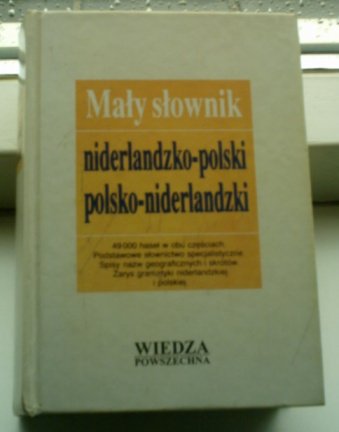 Mały słownik
niderlandzko-polski
polsko-niderlandzki
49 000 haseł w obu częściach
Podstawowe słownictwo specjalistyczne
Spisy nazw geograficznych i skrótów
Zarys gramatyki niderlandzkiej
i polskiej
WIEDZA
POWSZECHNA